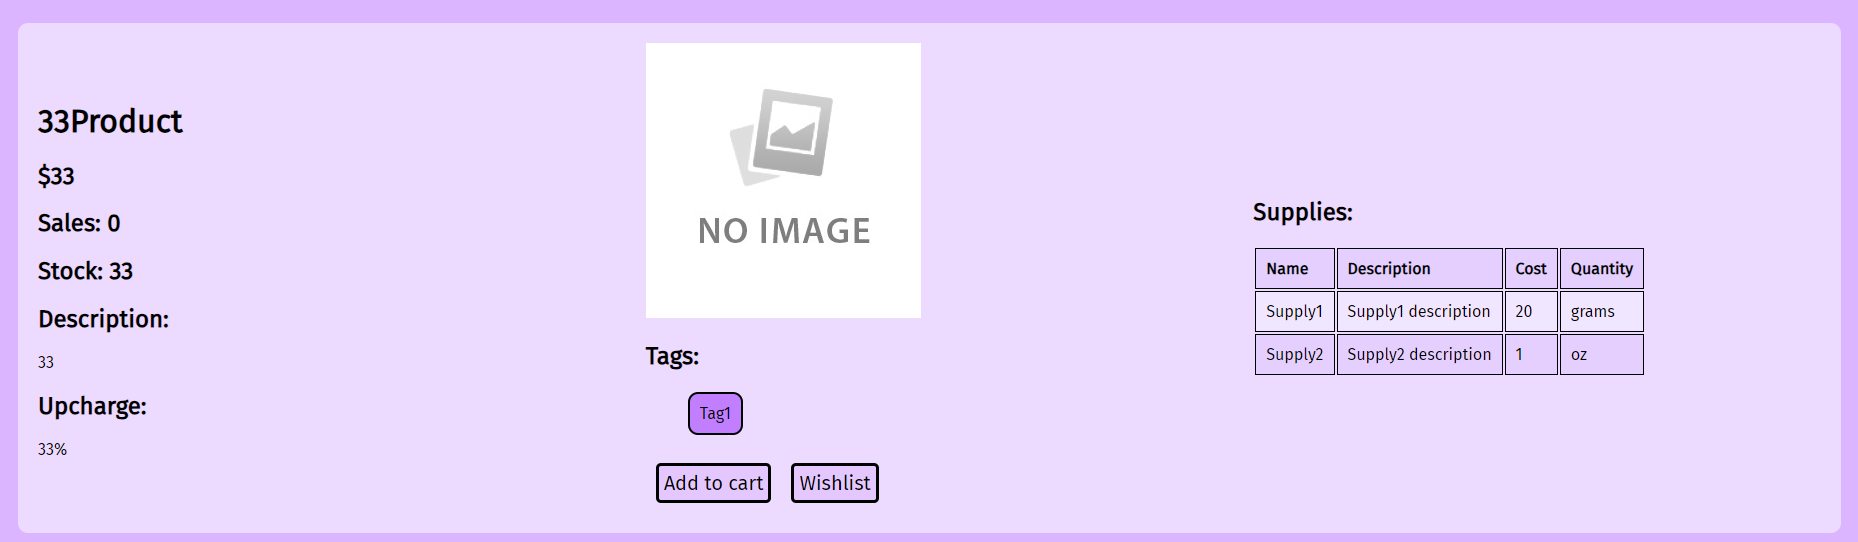 33Product
$33
Sales: 0
Stock: 33
Description:
33
Upcharge:
33%
NO IMAGE
Tags:
Tag1
Add to cart Wishlist
Supplies:
Name Description Cost Quantity
Supply1 Supply1 description 20 grams
Supply2 Supply2 description 1 oz